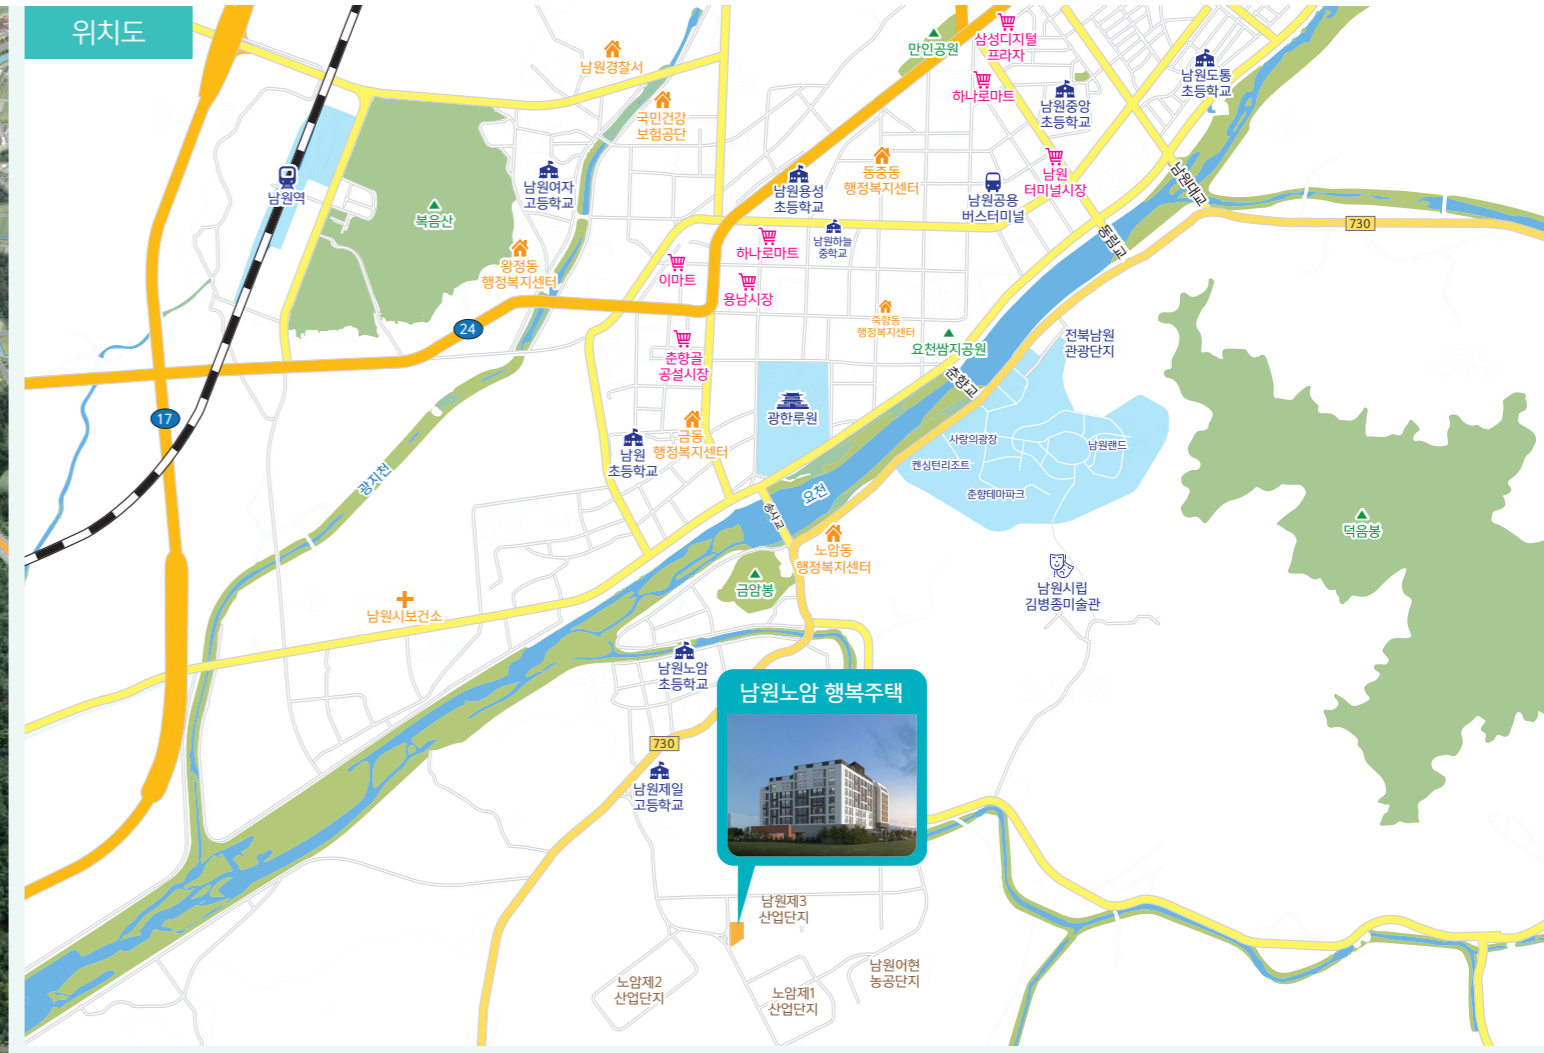 위치도
남원경찰서
국민건강
보험공단
만인공원
삼성디지털
프라자
하나로마트
남원중앙
초등학교
남원도통
초등학교
남원역
복음산
남원여자
고등학교
남원용성
초등학교
동충동
행정복지센터
남원공용
버스터미널
남원
터미널시장
남원대교
730
동림교
왕정동
행정복지센터
하나로마트
남원하늘
중학교
이마트
용남시장
24
죽항동
행정복지센터
요천쌈지공원
전북남원
관광단지
춘향골
공설시장
춘향교
17
광한루원
금동
행정복지센터
남원
초등학교
사랑의광장
남원랜드
켄싱턴리조트
춘향테마파크
광치천
요천
승사교
노암동
행정복지센터
덕음봉
금암봉
남원시립
김병종미술관
남원시보건소
남원노암
초등학교
남원노암 행복주택
730
남원제일
고등학교
남원제3
산업단지
남원어현
농공단지
노암제2
산업단지
노암제1
산업단지